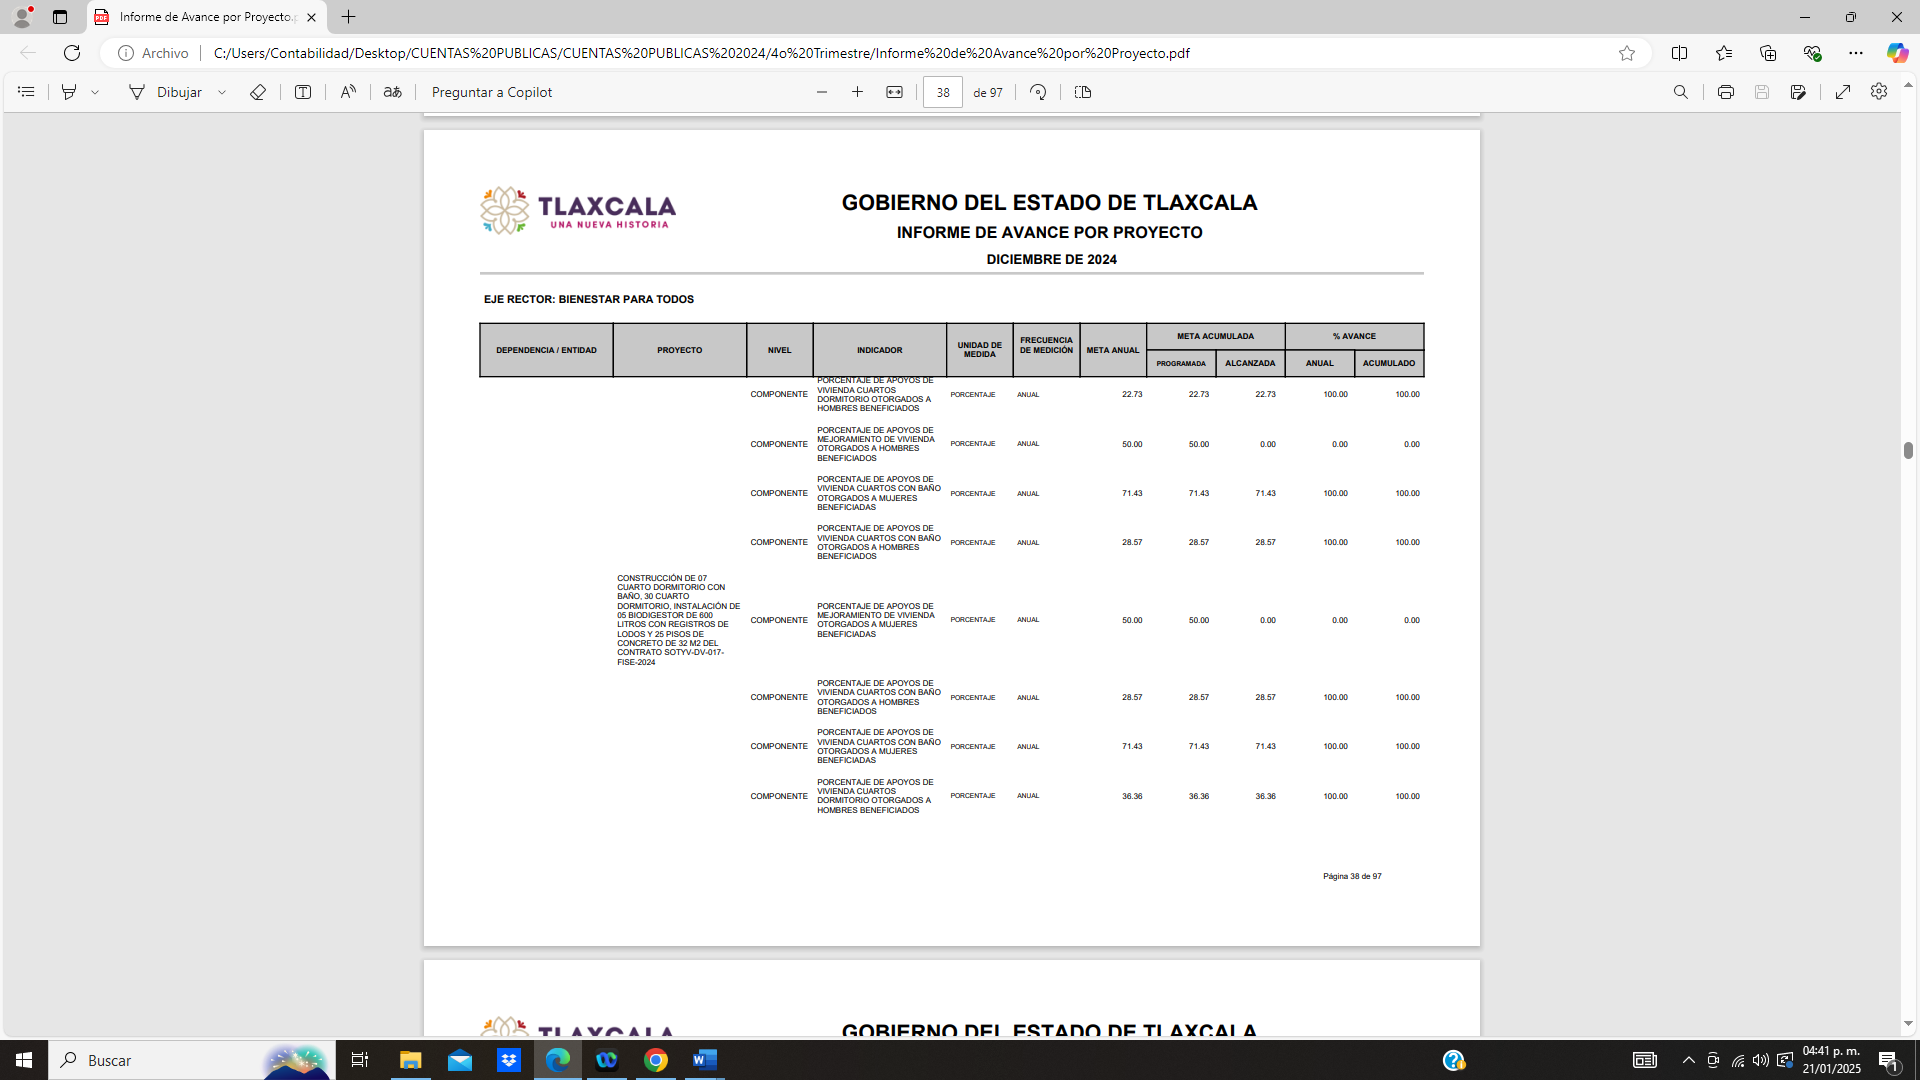 Informe de Avance por Proyecto.p
Archivo
C:/Users/Contabilidad/Desktop/CUENTAS%20PUBLICAS/CUENTAS%20PUBLICAS%202024/4o%20Trimestre/Informe%20de%20Avance%20por%20Proyecto.pdf
Dibujar
Preguntar a Copilot
38 de 97
TLAXCALA
UNA NUEVA HISTORIA
GOBIERNO DEL ESTADO DE TLAXCALA
INFORME DE AVANCE POR PROYECTO
DICIEMBRE DE 2024
EJE RECTOR: BIENESTAR PARA TODOS
DEPENDENCIA / ENTIDAD
PROYECTO
NIVEL
INDICADOR
UNIDAD DE
MEDIDA
FRECUENCIA
DE MEDICIÓN
META ANUAL
META ACUMULADA
PROGRAMADA
ALCANZADA
% AVANCE
ANUAL
ACUMULADO
PORCENTAJE DE APOYOS DE
VIVIENDA CUARTOS
DORMITORIO OTORGADOS A
HOMBRES BENEFICIADOS
COMPONENTE PORCENTAJE ANUAL 22.73 22.73 22.73 100.00 100.00
PORCENTAJE DE APOYOS DE
MEJORAMIENTO DE VIVIENDA
OTORGADOS A HOMBRES
BENEFICIADOS
COMPONENTE PORCENTAJE ANUAL 50.00 50.00 0.00 0.00 0.00
PORCENTAJE DE APOYOS DE
VIVIENDA CUARTOS CON BAÑO
OTORGADOS A MUJERES
BENEFICIADAS
COMPONENTE PORCENTAJE ANUAL 71.43 71.43 71.43 100.00 100.00
PORCENTAJE DE APOYOS DE
VIVIENDA CUARTOS CON BAÑO
OTORGADOS A HOMBRES
BENEFICIADOS
COMPONENTE PORCENTAJE ANUAL 28.57 28.57 28.57 100.00 100.00
CONSTRUCCIÓN DE 07
CUARTO DORMITORIO CON
BAÑO, 30 CUARTO
DORMITORIO, INSTALACIÓN DE
05 BIODIGESTOR DE 600
LITROS CON REGISTROS DE
LODOS Y 25 PISOS DE
CONCRETO DE 32 M2 DEL
CONTRATO SOTYV-DV-017-
FISE-2024
PORCENTAJE DE APOYOS DE
MEJORAMIENTO DE VIVIENDA
OTORGADOS A MUJERES
BENEFICIADAS
COMPONENTE PORCENTAJE ANUAL 50.00 50.00 0.00 0.00 0.00
PORCENTAJE DE APOYOS DE
VIVIENDA CUARTOS CON BAÑO
OTORGADOS A HOMBRES
BENEFICIADOS
COMPONENTE PORCENTAJE ANUAL 28.57 28.57 28.57 100.00 100.00
PORCENTAJE DE APOYOS DE
VIVIENDA CUARTOS CON BAÑO
OTORGADOS A MUJERES
BENEFICIADAS
COMPONENTE PORCENTAJE ANUAL 71.43 71.43 71.43 100.00 100.00
PORCENTAJE DE APOYOS DE
VIVIENDA CUARTOS
DORMITORIO OTORGADOS A
HOMBRES BENEFICIADOS
COMPONENTE PORCENTAJE ANUAL 36.36 36.36 36.36 100.00 100.00
Página 38 de 97
TLAXCALA
GOBIERNO DEL ESTADO DE TLAXCALA
Buscar
04:41 p. m.
21/01/2025
1